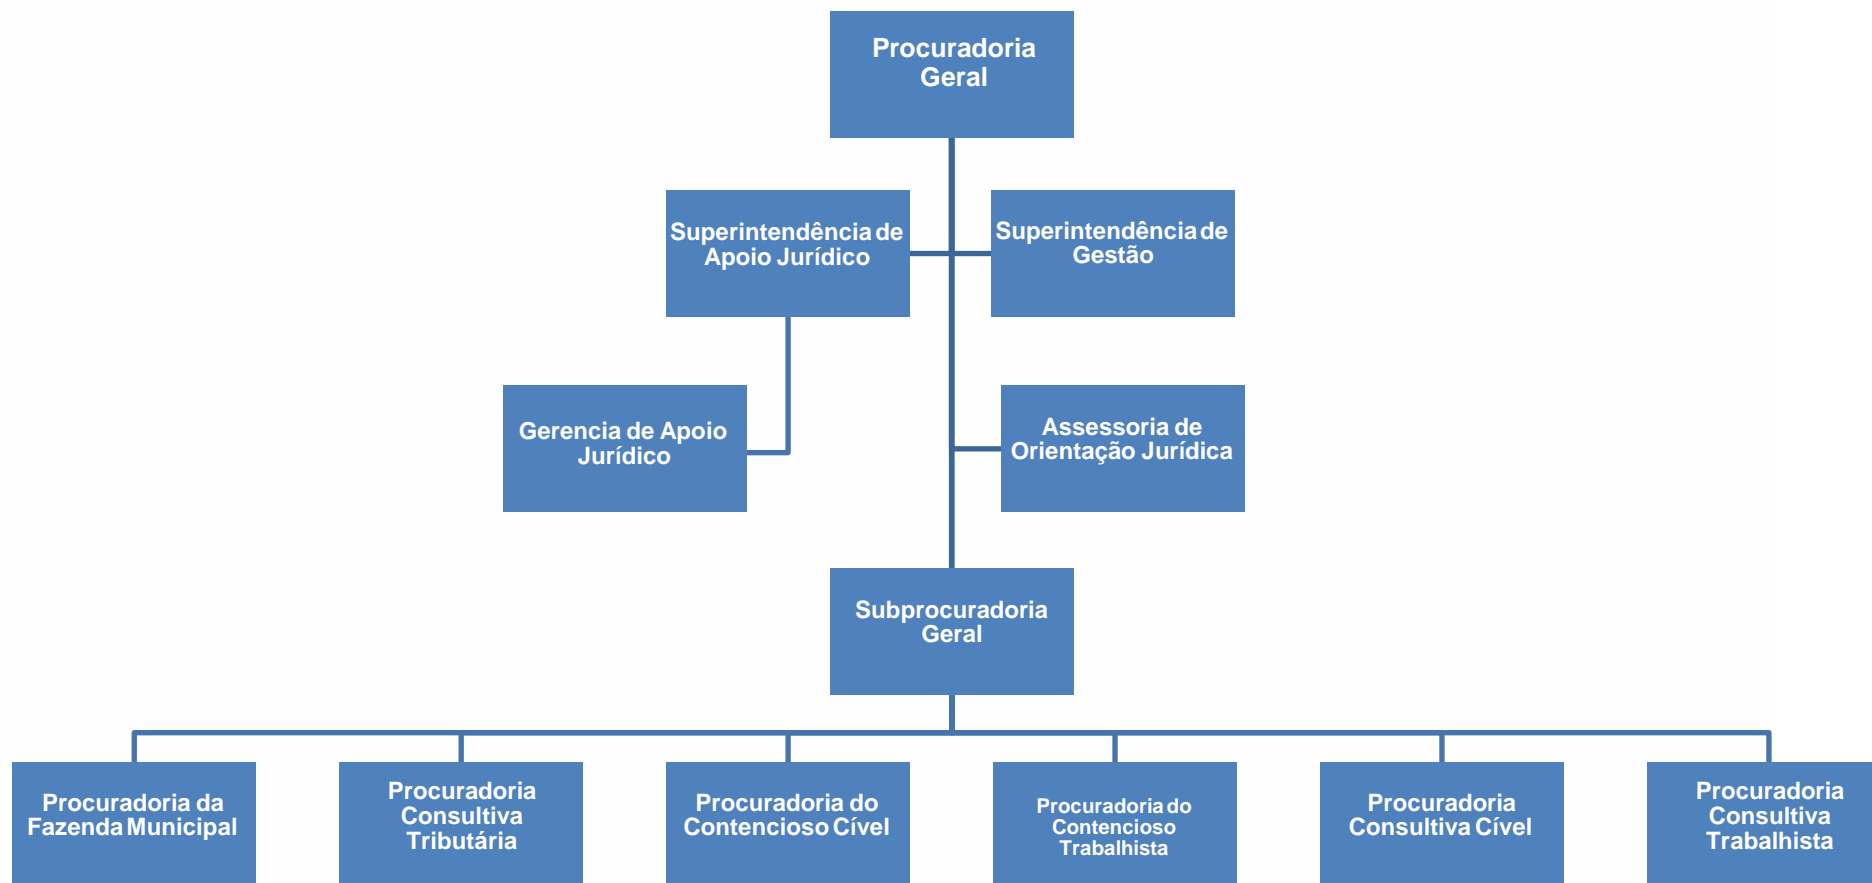 Procuradoria
Geral
Superintendência de
Apoio Jurídico
Superintendência de
Gestão
Gerencia de Apoio
Jurídico
Assessoria de
Orientação Jurídica
Subprocuradoria
Geral
Procuradoria da
Fazenda Municipal
Procuradoria
Consultiva
Tributária
Procuradoria do
Contencioso Cível
Procuradoria do
Contencioso
Trabalhista
Procuradoria
Consultiva Cível
Procuradoria
Consultiva
Trabalhista